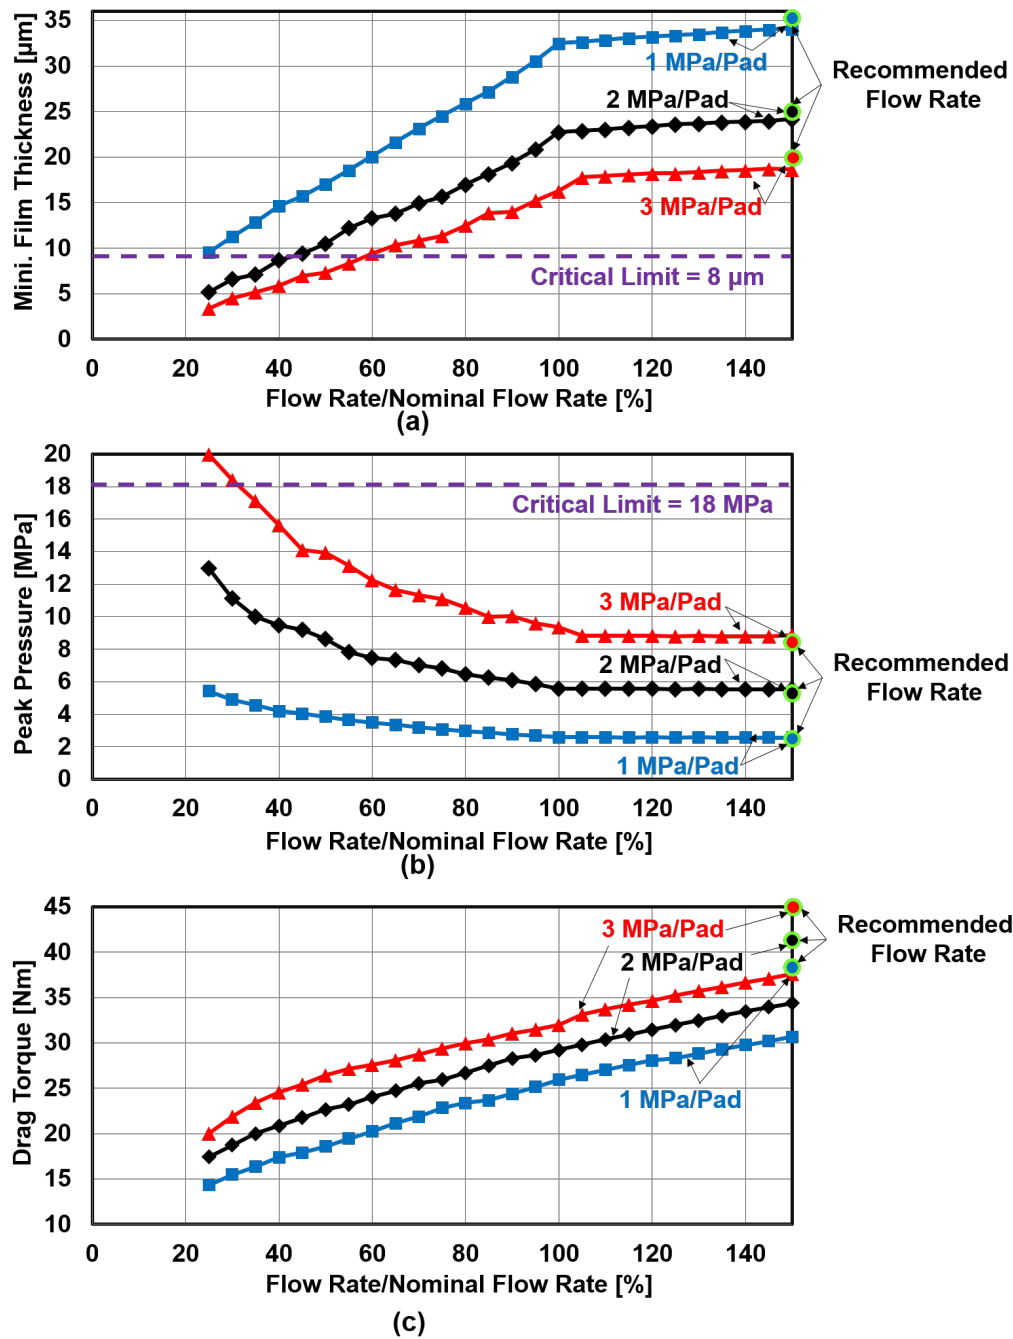 35
30
25
20
15
10
5
0
Mini. Film Thickness [µm]
1 MPa/Pad
2 MPa/Pad
3 MPa/Pad
Recommended
Flow Rate
Critical Limit = 8 µm
0 20 40 60 80 100 120 140
Flow Rate/Nominal Flow Rate [%]
(a)
20
18
16
14
12
10
8
6
4
2
0
Peak Pressure [MPa]
Critical Limit = 18 MPa
3 MPa/Pad
2 MPa/Pad
1 MPa/Pad
Recommended
Flow Rate
0 20 40 60 80 100 120 140
Flow Rate/Nominal Flow Rate [%]
(b)
45
40
35
30
25
20
15
10
Drag Torque [Nm]
3 MPa/Pad
2 MPa/Pad
1 MPa/Pad
Recommended
Flow Rate
0 20 40 60 80 100 120 140
Flow Rate/Nominal Flow Rate [%]
(c)